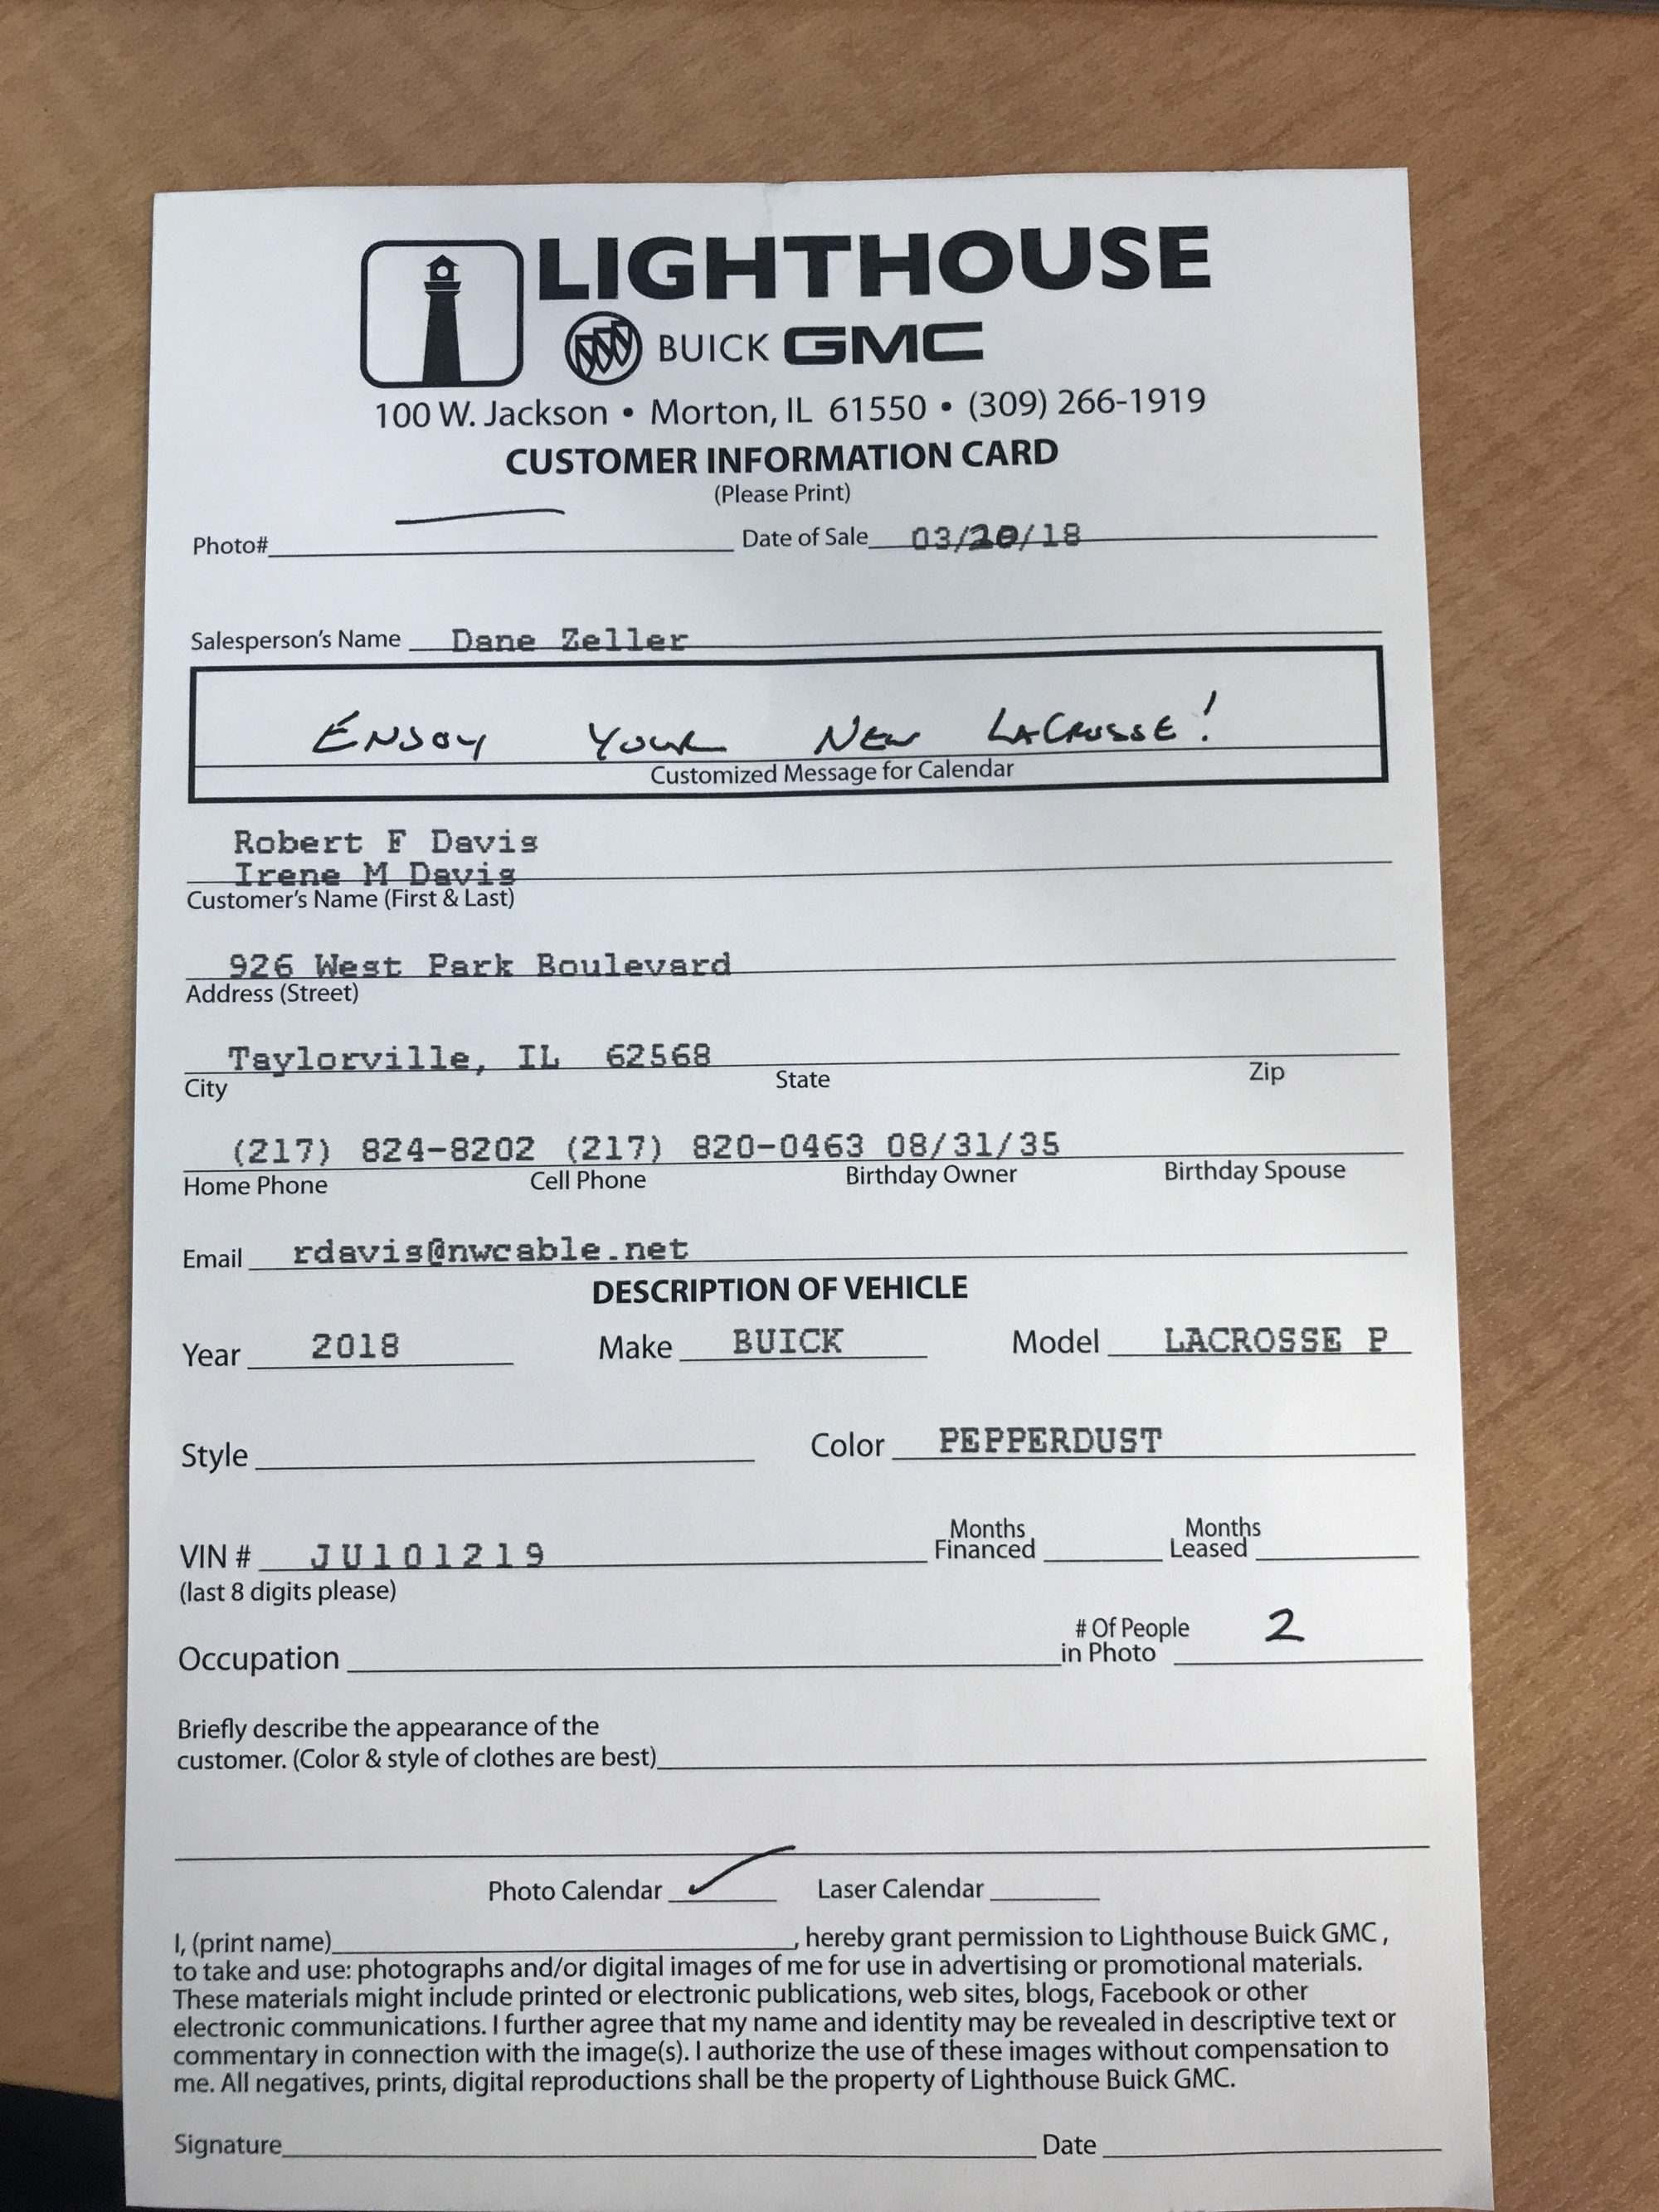 LIGHTHOUSE
BUICK GMC
100 W. Jackson • Morton, IL 61550 • (309) 266-1919
CUSTOMER INFORMATION CARD
(Please Print)
Photo# Date of Sale 03/20/18
Salesperson's Name Dane Zeller
ENJOY YOUR NEW LACROSSE!
Customized Message for Calendar
Robert F Davis
Irene M Davis
Customer's Name (First & Last)
926 West Park Boulevard
Address (Street)
Taylorville, IL 62568
City State Zip
(217) 824-8202 (217) 820-0463 08/31/35
Home Phone Cell Phone Birthday Owner Birthday Spouse
Email rdavis@nwcable.net
DESCRIPTION OF VEHICLE
Year 2018 Make BUICK Model LACROSSE P
Style Color PEPPERDUST
VIN # JU101219 Months Financed Months Leased
(last 8 digits please)
Occupation # Of People in Photo 2
Briefly describe the appearance of the
customer. (Color & style of clothes are best)
Photo Calendar ✓ Laser Calendar
I, (print name) , hereby grant permission to Lighthouse Buick GMC ,
to take and use: photographs and/or digital images of me for use in advertising or promotional materials.
These materials might include printed or electronic publications, web sites, blogs, Facebook or other
electronic communications. I further agree that my name and identity may be revealed in descriptive text or
commentary in connection with the image(s). I authorize the use of these images without compensation to
me. All negatives, prints, digital reproductions shall be the property of Lighthouse Buick GMC.
Signature Date